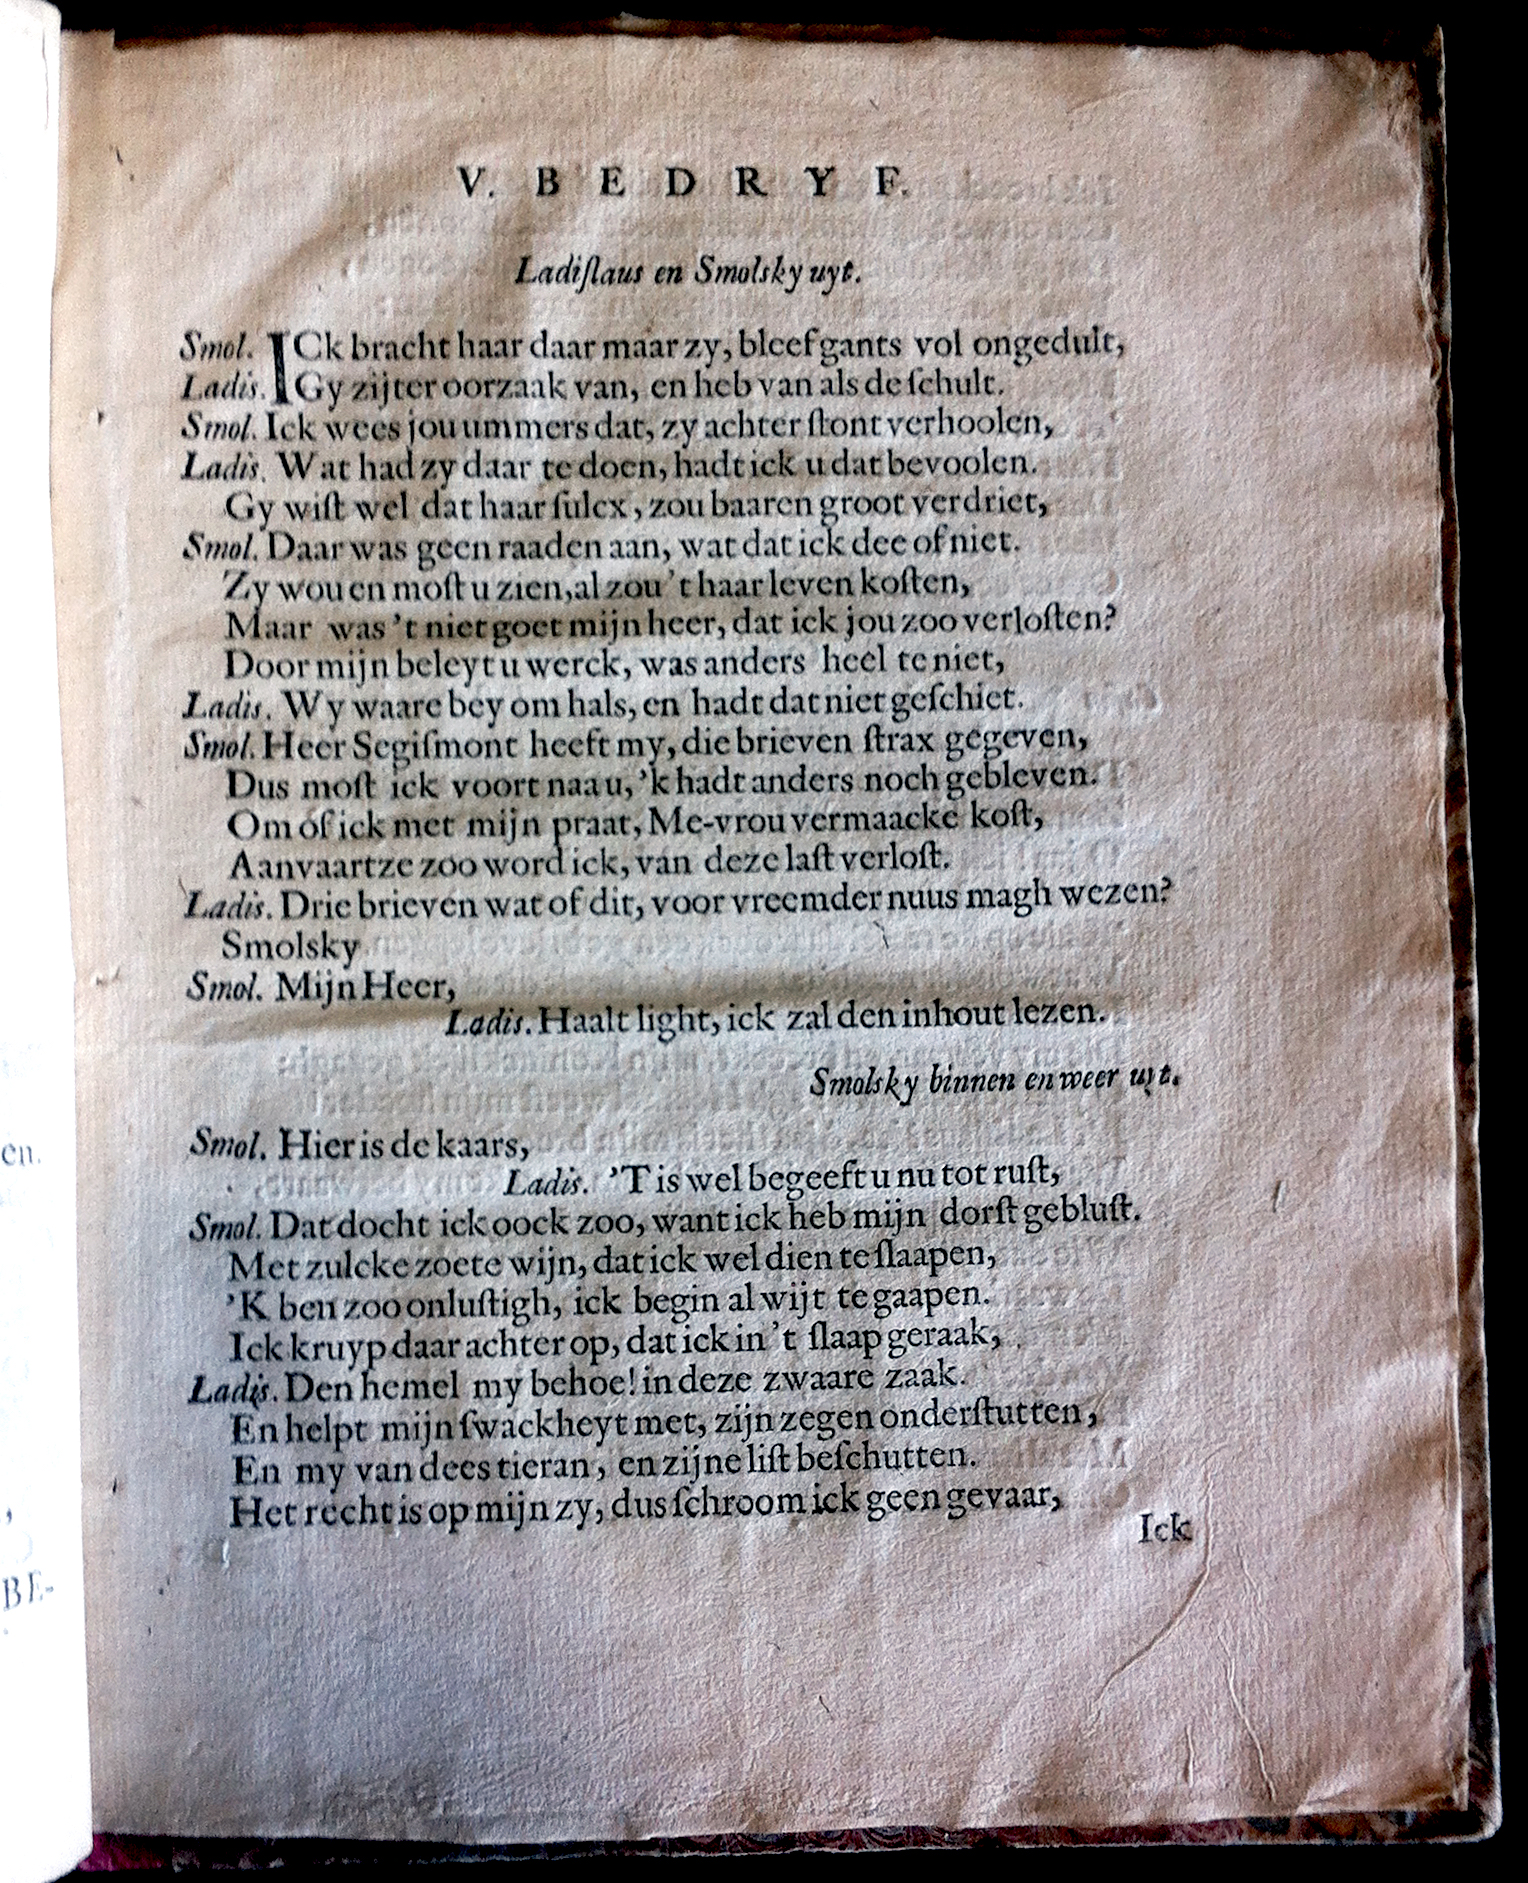 V. BEDRYF.
Ladiſlaus en Smolsky uyt.
Smol. ICk bracht haar daar maar zy, bleef gants vol ongedult,
Ladis. Gy zijter oorzaak van, en heb van als de ſchult.
Smol. Ick wees jou ummers dat, zy achter ſtont verhoolen,
Ladis. Wat had zy daar te doen, hadt ick u dat bevoolen.
Gy wiſt wel dat haar ſulcx, zou baaren groot verdriet,
Smol. Daar was geen raaden aan, wat dat ick dee of niet.
Zy wou en moſt u zien, al zou 't haar leven koſten,
Maar was 't niet goet mijn heer, dat ick jou zoo verloſten?
Door mijn beleyt u werck, was anders heel te niet,
Ladis. Wy waare bey om hals, en hadt dat niet geſchiet.
Smol. Heer Segiſmont heeft my, die brieven ſtrax gegeven,
Dus moſt ick voort naa u, 'k hadt anders noch gebleven.
Om of ick met mijn praat, Me-vrou vermaacke koſt,
Aanvaartze zoo word ick, van deze laſt verloſt.
Ladis. Drie brieven wat of dit, voor vreemder nuus magh wezen?
Smolsky
Smol. Mijn Heer,
Ladis. Haalt light, ick zal den inhout lezen.
Smolsky binnen en weer uyt.
Smol. Hier is de kaars,
Ladis. 'T is wel begeeft u nu tot ruſt,
Smol. Dat docht ick oock zoo, want ick heb mijn dorſt gebluſt.
Met zulcke zoete wijn, dat ick wel dien te ſlaapen,
'K ben zoo onluſtigh, ick begin al wijt te gaapen.
Ick kruyp daar achter op, dat ick in 't ſlaap geraak,
Ladis. Den hemel my behoe! in deze zwaare zaak.
En helpt mijn ſwackheyt met, zijn zegen onderſtutten,
En my van dees tieran, en zijne liſt beſchutten.
Het recht is op mijn zy, dus ſchroom ick geen gevaar,
Ick
en.
,
BE-